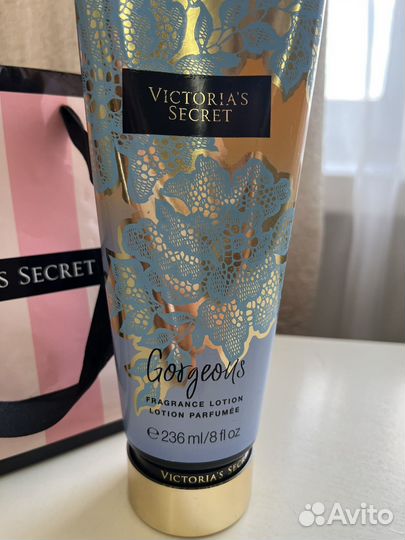 VICTORIA'S
SECRET
'S SECRET
Gorgeous
FRAGRANCE LOTION
LOTION PARFUMÉE
℮ 236 ml/8 fl oz
VICTORIA'S SECRET
Avito